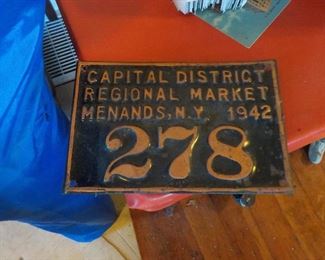 CAPITAL DISTRICT
REGIONAL MARKET
MENANDS, N.Y. 1942
278